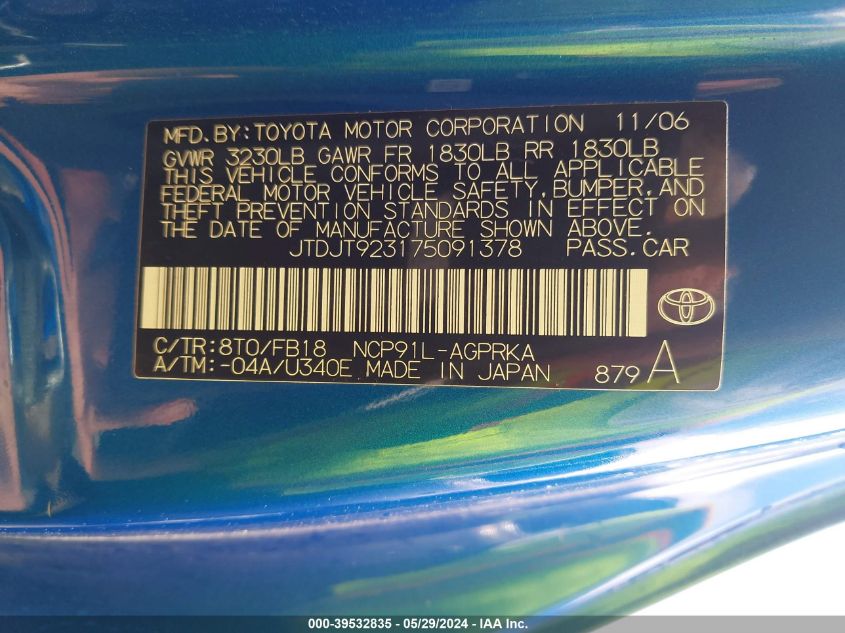 MFD.BY:TOYOTA MOTOR CORPORATION 11/06
GVWR 3230LB GAWR FR 1830LB RR 1830LB
THIS VEHICLE CONFORMS TO ALL APPLICABLE
FEDERAL MOTOR VEHICLE SAFETY,BUMPER,AND
THEFT PREVENTION STANDARDS IN EFFECT ON
THE DATE OF MANUFACTURE SHOWN ABOVE.
JTDJT923175091378 PASS.CAR
C/TR:8T0/FB18 NCP91L-AGPRKA
A/TM:-04A/U340E MADE IN JAPAN 879 A
000-39532835 - 05/29/2024 - IAA Inc.